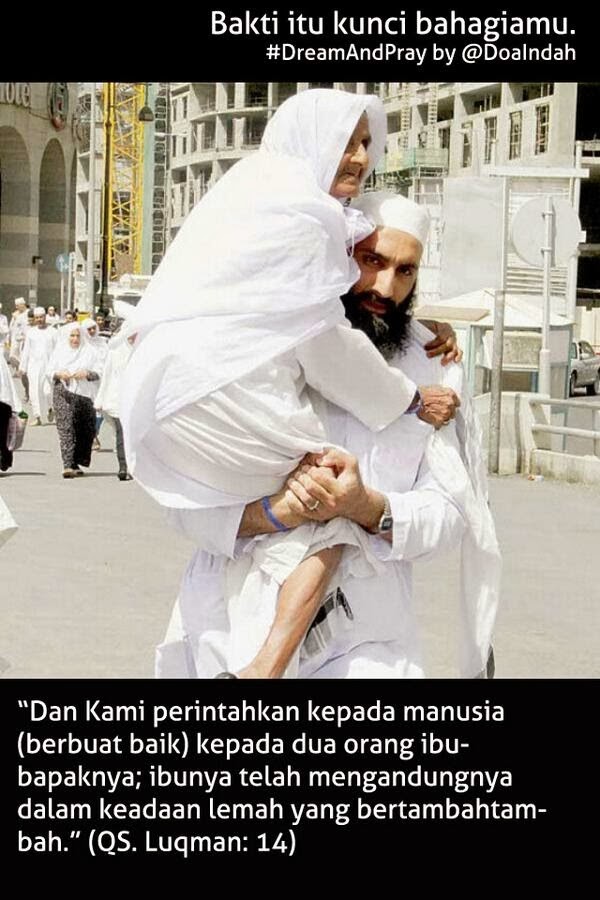 Bakti itu kunci bahagiamu.
#DreamAndPray by @DoaIndah
“Dan Kami perintahkan kepada manusia
(berbuat baik) kepada dua orang ibu-
bapaknya; ibunya telah mengandungnya
dalam keadaan lemah yang bertambahtam-
bah.” (QS. Luqman: 14)